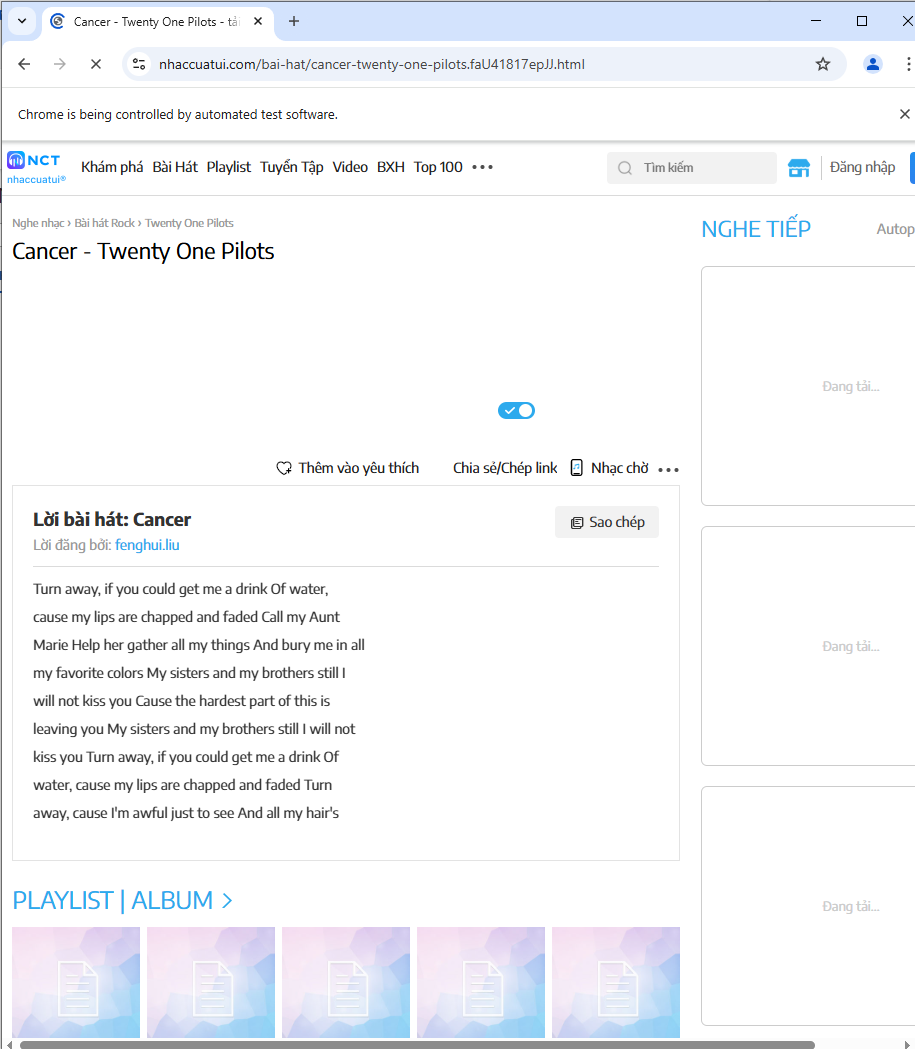 Cancer - Twenty One Pilots - tải
nhaccuatui.com/bai-hat/cancer-twenty-one-pilots.faU41817epJJ.html
Chrome is being controlled by automated test software.
NCT
nhaccuatui®
Khám phá Bài Hát Playlist Tuyển Tập Video BXH Top 100 •••
Tìm kiếm
Đăng nhập
Nghe nhạc › Bài hát Rock › Twenty One Pilots
Cancer - Twenty One Pilots
Thêm vào yêu thích Chia sẻ/Chép link Nhạc chờ •••
Lời bài hát: Cancer
Sao chép
Lời đăng bởi: fenghui.liu
Turn away, if you could get me a drink Of water,
cause my lips are chapped and faded Call my Aunt
Marie Help her gather all my things And bury me in all
my favorite colors My sisters and my brothers still I
will not kiss you Cause the hardest part of this is
leaving you My sisters and my brothers still I will not
kiss you Turn away, if you could get me a drink Of
water, cause my lips are chapped and faded Turn
away, cause I'm awful just to see And all my hair's
PLAYLIST | ALBUM >
NGHE TIẾP
Autop
Đang tải...
Đang tải...
Đang tải...